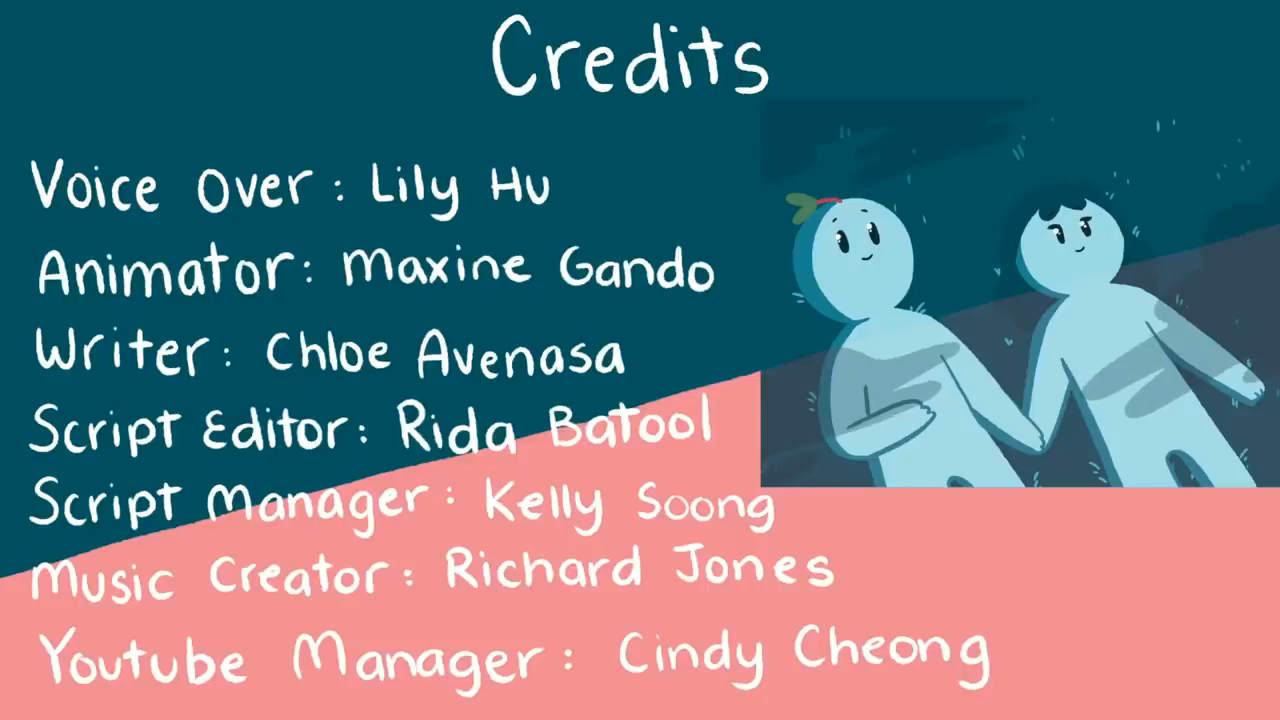 Credits
Voice Over: Lily Hu
Animator: Maxine Gando
Writer: Chloe Avenasa
Script Editor: Rida Batool
Script Manager: Kelly Soong
Music Creator: Richard Jones
Youtube Manager: Cindy Cheong